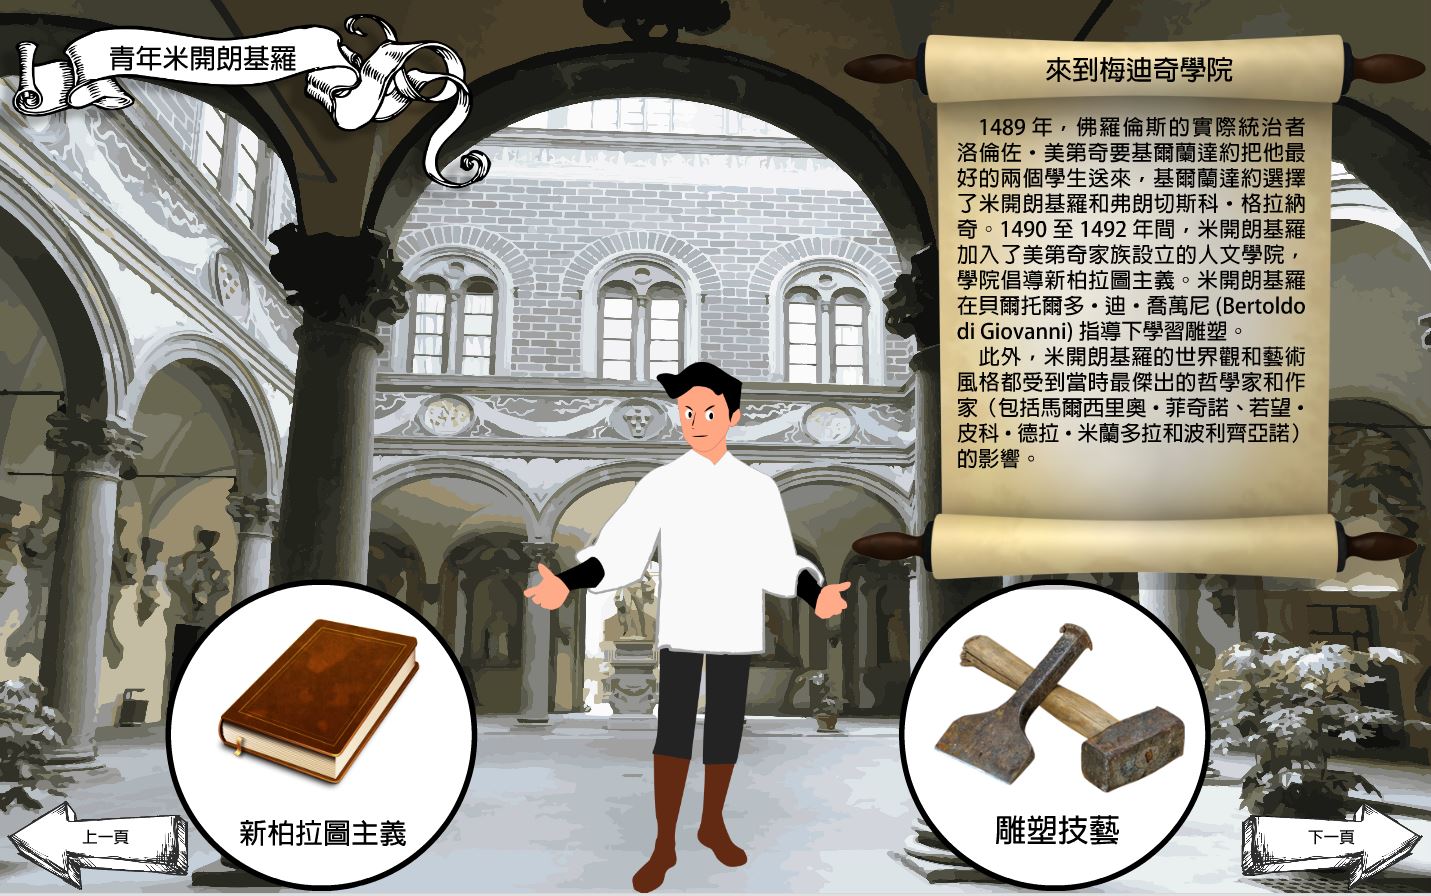 青年米開朗基羅
來到梅迪奇學院
1489 年，佛羅倫斯的實際統治者
洛倫佐・美第奇要基爾蘭達約把他最
好的兩個學生送來，基爾蘭達約選擇
了米開朗基羅和弗朗切斯科・格拉納
奇。1490 至 1492 年間，米開朗基羅
加入了美第奇家族設立的人文學院，
學院倡導新柏拉圖主義。米開朗基羅
在貝爾托爾多・迪・喬萬尼 (Bertoldo
di Giovanni) 指導下學習雕塑。
此外，米開朗基羅的世界觀和藝術
風格都受到當時最傑出的哲學家和作
家（包括馬爾西里奧・菲奇諾、若望・
皮科・德拉・米蘭多拉和波利齊亞諾）
的影響。
新柏拉圖主義
雕塑技藝
上一頁
下一頁